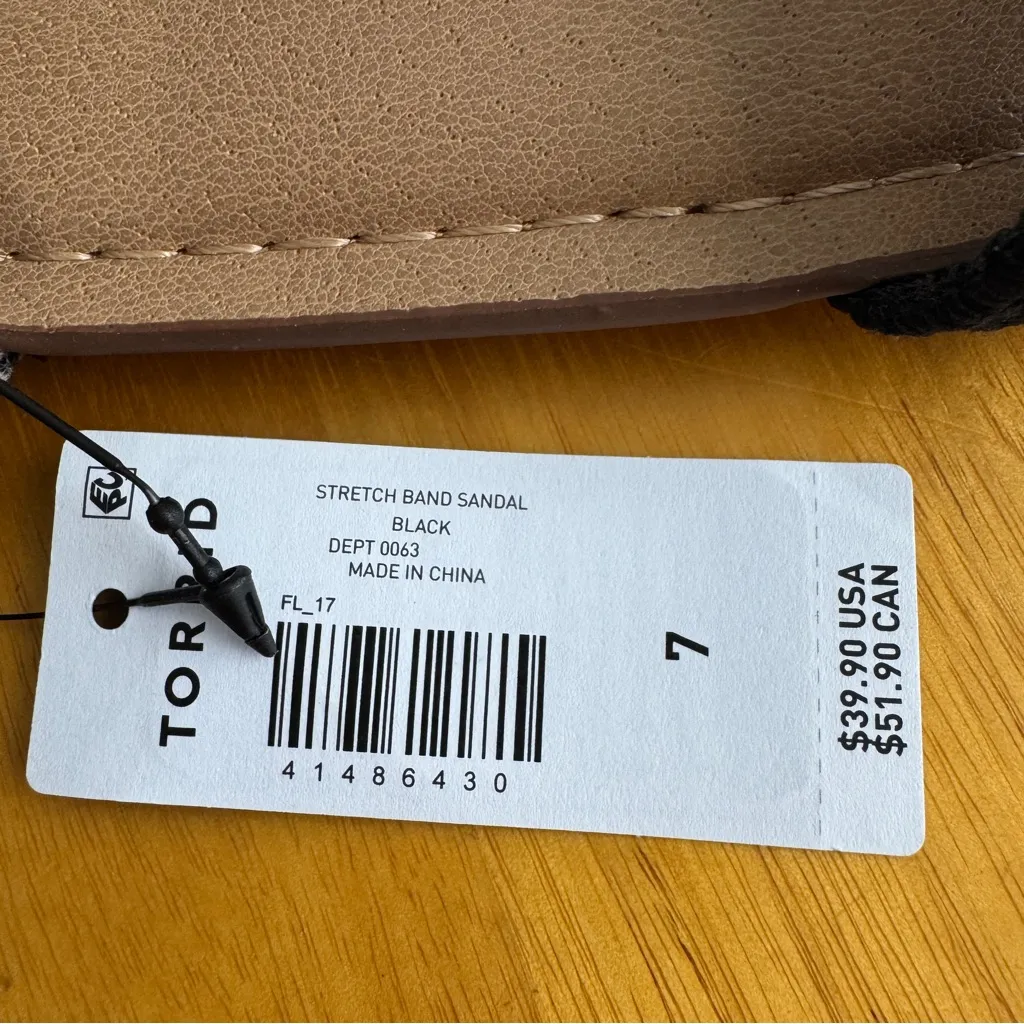 STRETCH BAND SANDAL
BLACK
DEPT 0063
MADE IN CHINA
FL_17
41486430
7
$39.90 USA
$51.90 CAN